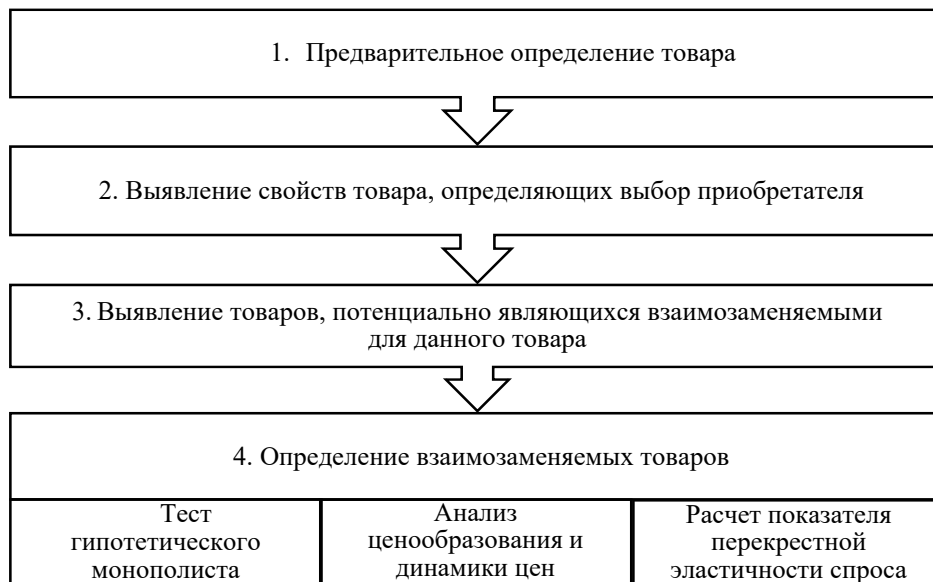 1. Предварительное определение товара
2. Выявление свойств товара, определяющих выбор приобретателя
3. Выявление товаров, потенциально являющихся взаимозаменяемыми
для данного товара
4. Определение взаимозаменяемых товаров
Тест
гипотетического
монополиста
Анализ
ценообразования и
динамики цен
Расчет показателя
перекрестной
эластичности спроса